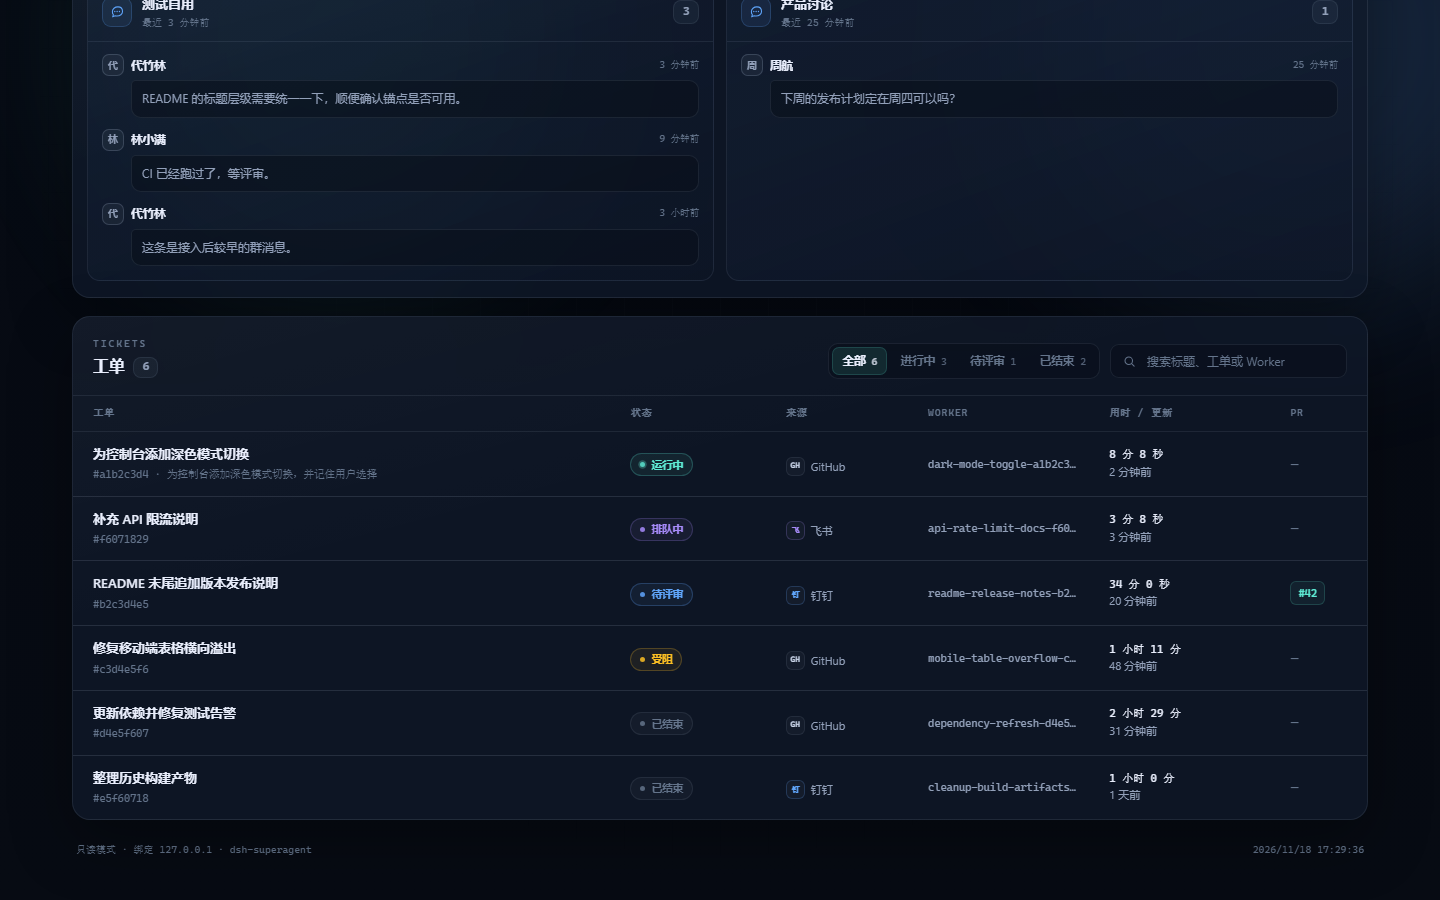 测试自用
最近 3 分钟前
3
代
代竹林
3 分钟前
README 的标题层级需要统一一下，顺便确认锚点是否可用。
林
林小满
9 分钟前
CI 已经跑过了，等评审。
代
代竹林
3 小时前
这条是接入后较早的群消息。
产品讨论
最近 25 分钟前
1
周
周航
25 分钟前
下周的发布计划定在周四可以吗？
TICKETS
工单 6
全部 6 进行中 3 待评审 1 已结束 2
搜索标题、工单或 Worker
工单 状态 来源 WORKER 用时 / 更新 PR
为控制台添加深色模式切换
#a1b2c3d4 · 为控制台添加深色模式切换，并记住用户选择
运行中
GH GitHub
dark-mode-toggle-a1b2c3…
8 分 8 秒
2 分钟前
—
补充 API 限流说明
#f6071829
排队中
飞 飞书
api-rate-limit-docs-f60…
3 分 8 秒
3 分钟前
—
README 末尾追加版本发布说明
#b2c3d4e5
待评审
钉 钉钉
readme-release-notes-b2…
34 分 0 秒
20 分钟前
#42
修复移动端表格横向溢出
#c3d4e5f6
受阻
GH GitHub
mobile-table-overflow-c…
1 小时 11 分
48 分钟前
—
更新依赖并修复测试告警
#d4e5f607
已结束
GH GitHub
dependency-refresh-d4e5…
2 小时 29 分
31 分钟前
—
整理历史构建产物
#e5f60718
已结束
钉 钉钉
cleanup-build-artifacts…
1 小时 0 分
1 天前
—
只读模式 · 绑定 127.0.0.1 · dsh-superagent
2026/11/18 17:29:36